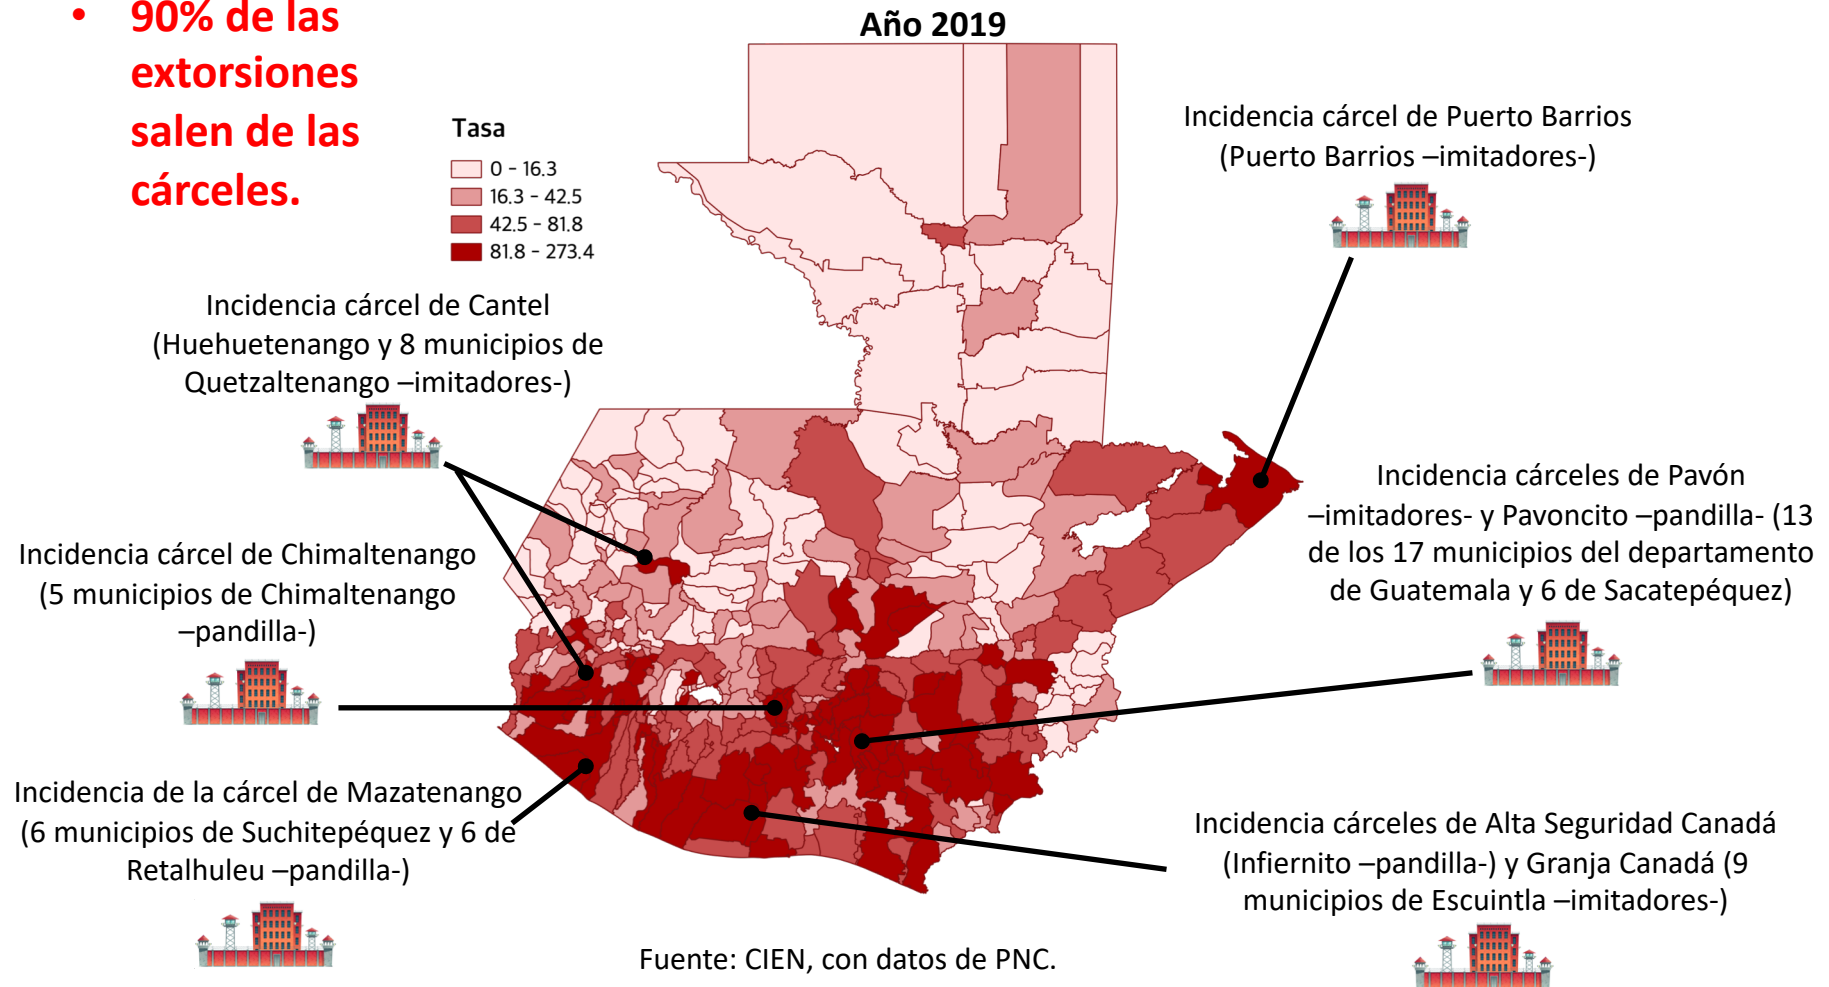 • 90% de las
extorsiones
salen de las
cárceles.
Año 2019
Tasa
0 - 16.3
16.3 - 42.5
42.5 - 81.8
81.8 - 273.4
Incidencia cárcel de Puerto Barrios
(Puerto Barrios –imitadores-)
Incidencia cárcel de Cantel
(Huehuetenango y 8 municipios de
Quetzaltenango –imitadores-)
Incidencia cárceles de Pavón
–imitadores- y Pavoncito –pandilla- (13
de los 17 municipios del departamento
de Guatemala y 6 de Sacatepéquez)
Incidencia cárcel de Chimaltenango
(5 municipios de Chimaltenango
–pandilla-)
Incidencia de la cárcel de Mazatenango
(6 municipios de Suchitepéquez y 6 de
Retalhuleu –pandilla-)
Incidencia cárceles de Alta Seguridad Canadá
(Infiernito –pandilla-) y Granja Canadá (9
municipios de Escuintla –imitadores-)
Fuente: CIEN, con datos de PNC.